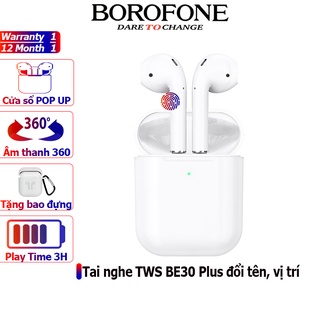 BOROFONE
DARE TO CHANGE
Warranty 1
12 Month 1
Cửa sổ POP UP
360°
Âm thanh 360
Tặng bao đựng
Play Time 3H
Tai nghe TWS BE30 Plus đổi tên, vị trí